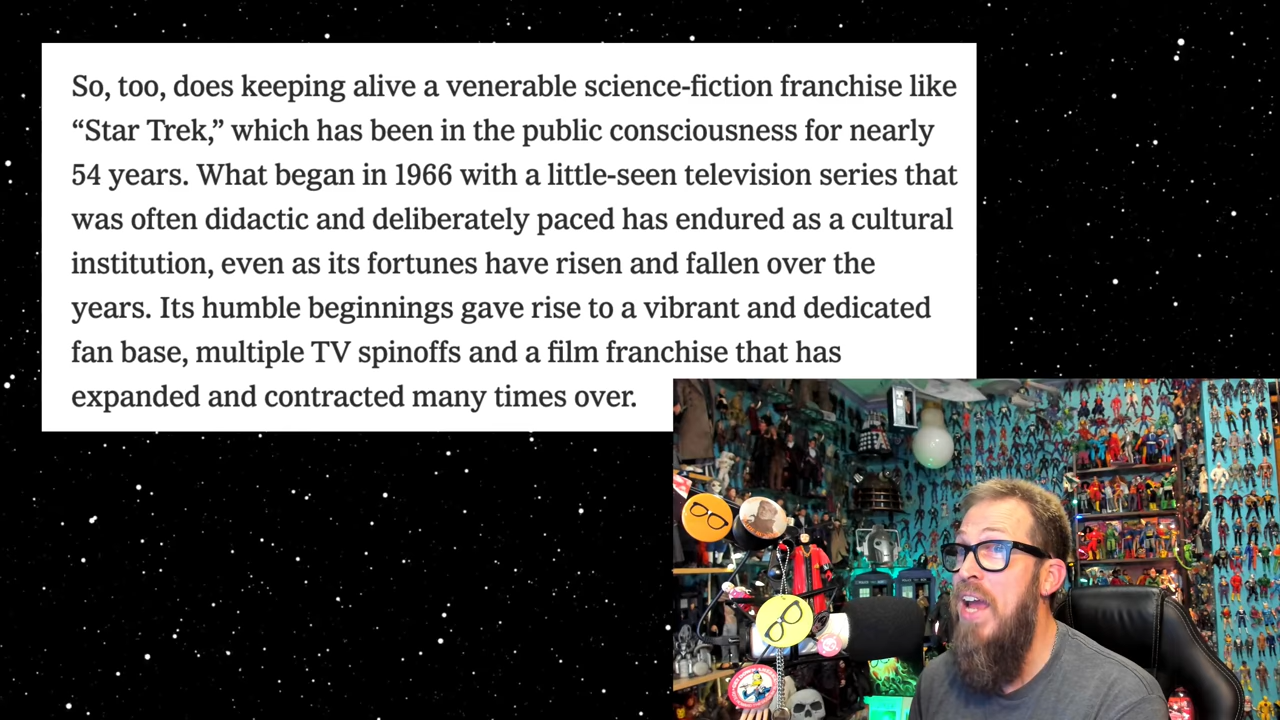 So, too, does keeping alive a venerable science-fiction franchise like
“Star Trek,” which has been in the public consciousness for nearly
54 years. What began in 1966 with a little-seen television series that
was often didactic and deliberately paced has endured as a cultural
institution, even as its fortunes have risen and fallen over the
years. Its humble beginnings gave rise to a vibrant and dedicated
fan base, multiple TV spinoffs and a film franchise that has
expanded and contracted many times over.